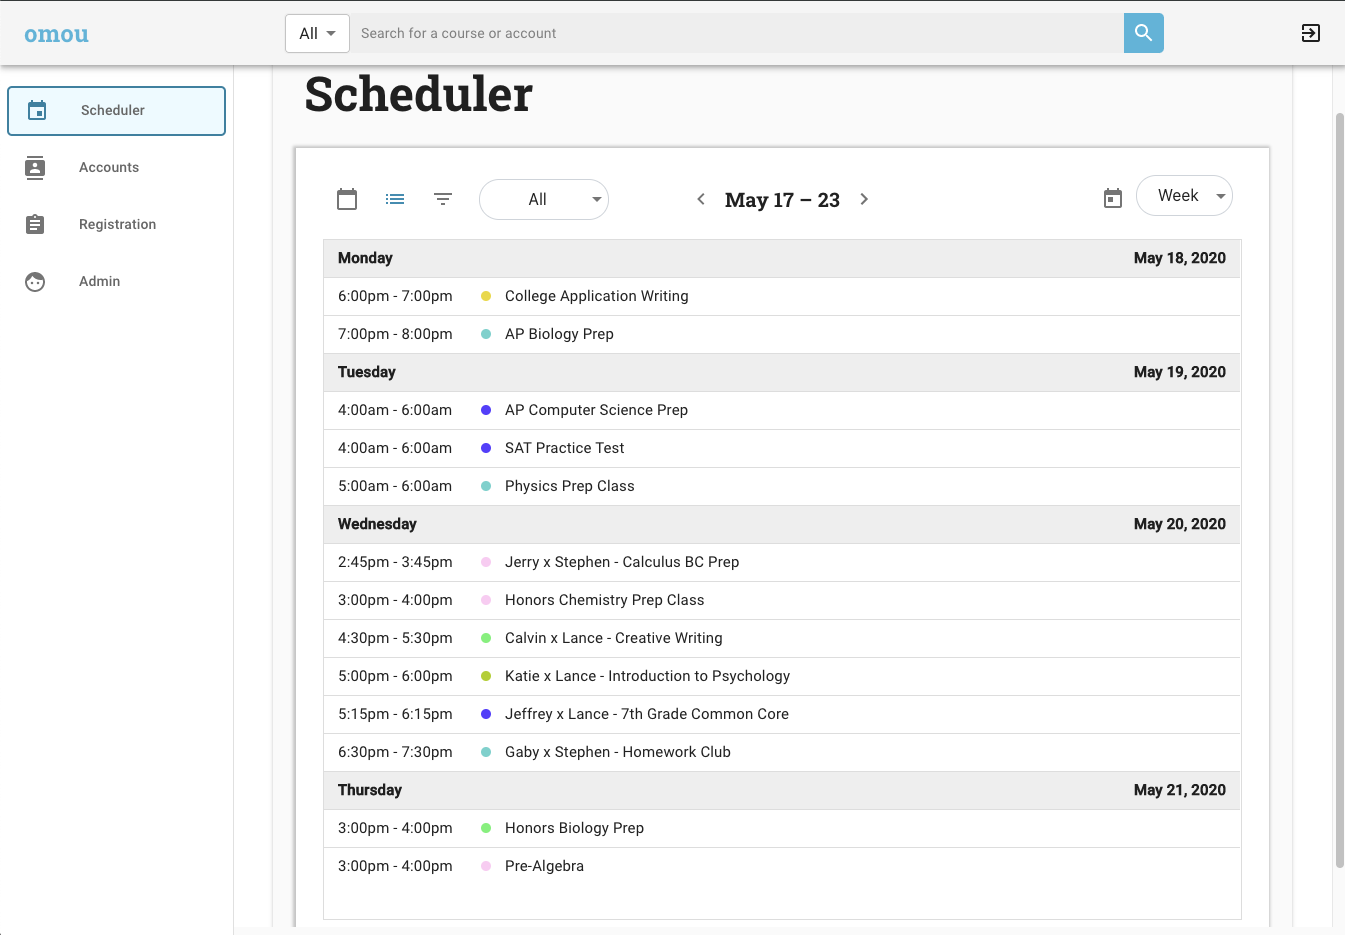 omou
All
Search for a course or account
Scheduler
Accounts
Registration
Admin
Scheduler
All
May 17 – 23
Week
Monday May 18, 2020
6:00pm - 7:00pm College Application Writing
7:00pm - 8:00pm AP Biology Prep
Tuesday May 19, 2020
4:00am - 6:00am AP Computer Science Prep
4:00am - 6:00am SAT Practice Test
5:00am - 6:00am Physics Prep Class
Wednesday May 20, 2020
2:45pm - 3:45pm Jerry x Stephen - Calculus BC Prep
3:00pm - 4:00pm Honors Chemistry Prep Class
4:30pm - 5:30pm Calvin x Lance - Creative Writing
5:00pm - 6:00pm Katie x Lance - Introduction to Psychology
5:15pm - 6:15pm Jeffrey x Lance - 7th Grade Common Core
6:30pm - 7:30pm Gaby x Stephen - Homework Club
Thursday May 21, 2020
3:00pm - 4:00pm Honors Biology Prep
3:00pm - 4:00pm Pre-Algebra